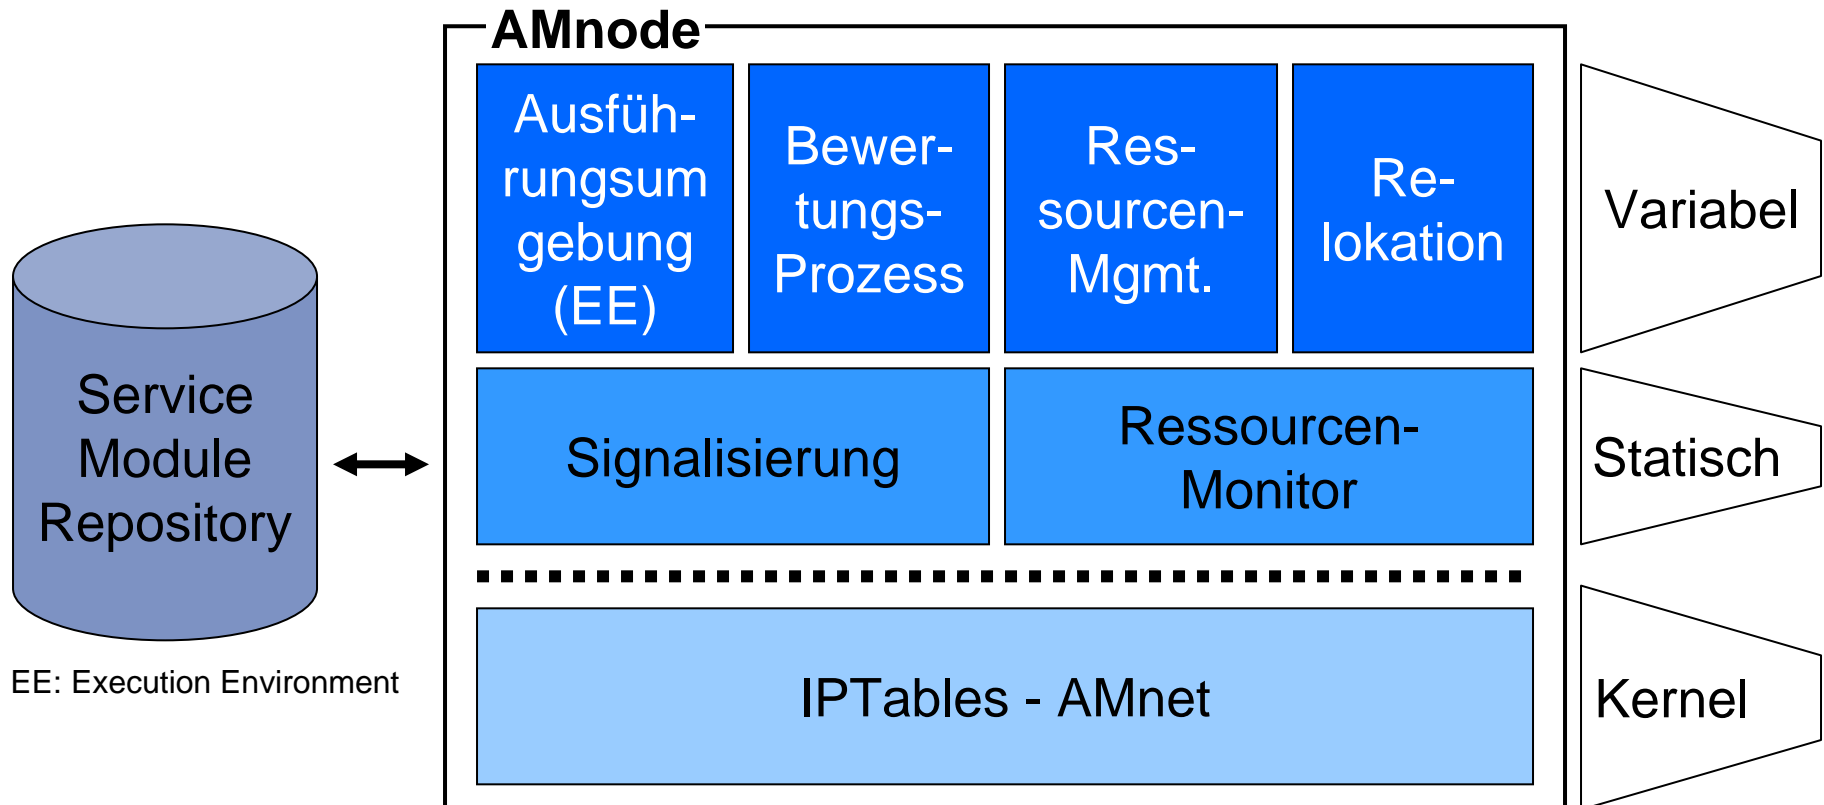 AMnode
Ausfüh-
rungsum
gebung
(EE)
Bewer-
tungs-
Prozess
Res-
sourcen-
Mgmt.
Re-
lokation
Variabel
Service
Module
Repository
Signalisierung
Ressourcen-
Monitor
Statisch
EE: Execution Environment
IPTables - AMnet
Kernel